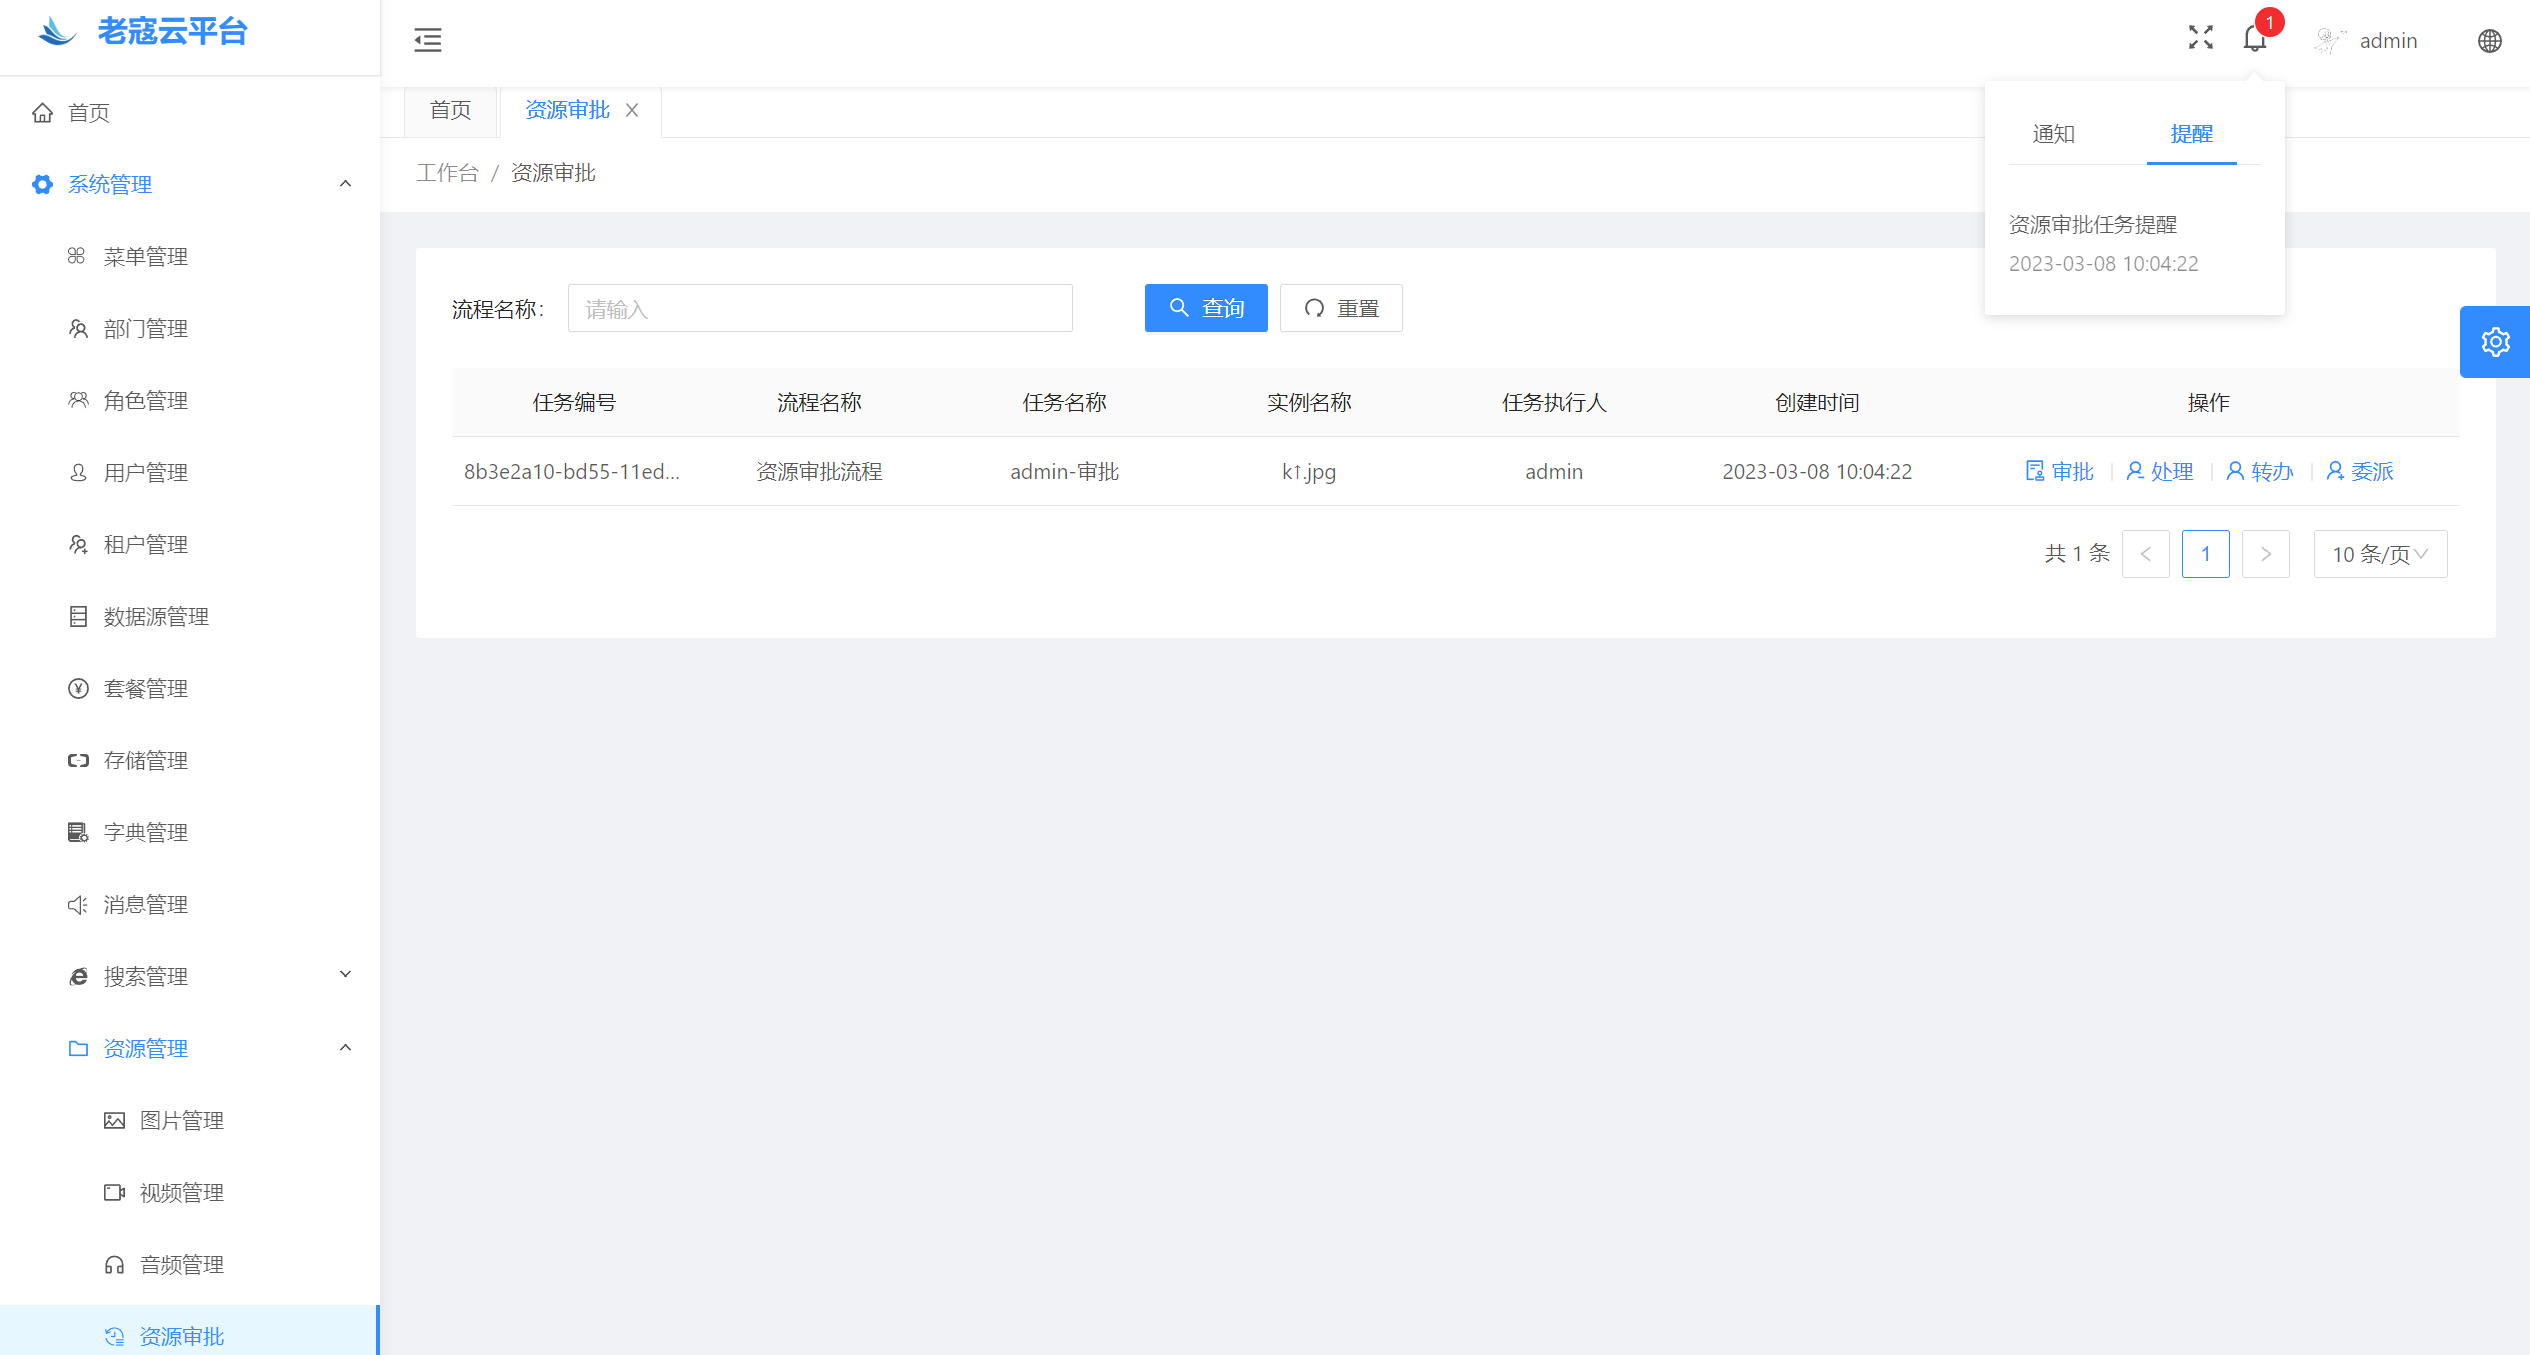 老寇云平台
1
admin
首页
资源审批
通知
提醒
工作台 / 资源审批
资源审批任务提醒
2023-03-08 10:04:22
首页
系统管理
菜单管理
部门管理
角色管理
用户管理
租户管理
数据源管理
套餐管理
存储管理
字典管理
消息管理
搜索管理
资源管理
图片管理
视频管理
音频管理
资源审批
流程名称：
请输入
查询
重置
任务编号 流程名称 任务名称 实例名称 任务执行人 创建时间 操作
8b3e2a10-bd55-11ed... 资源审批流程 admin-审批 k↑.jpg admin 2023-03-08 10:04:22 审批 处理 转办 委派
共 1 条 < 1 > 10 条/页